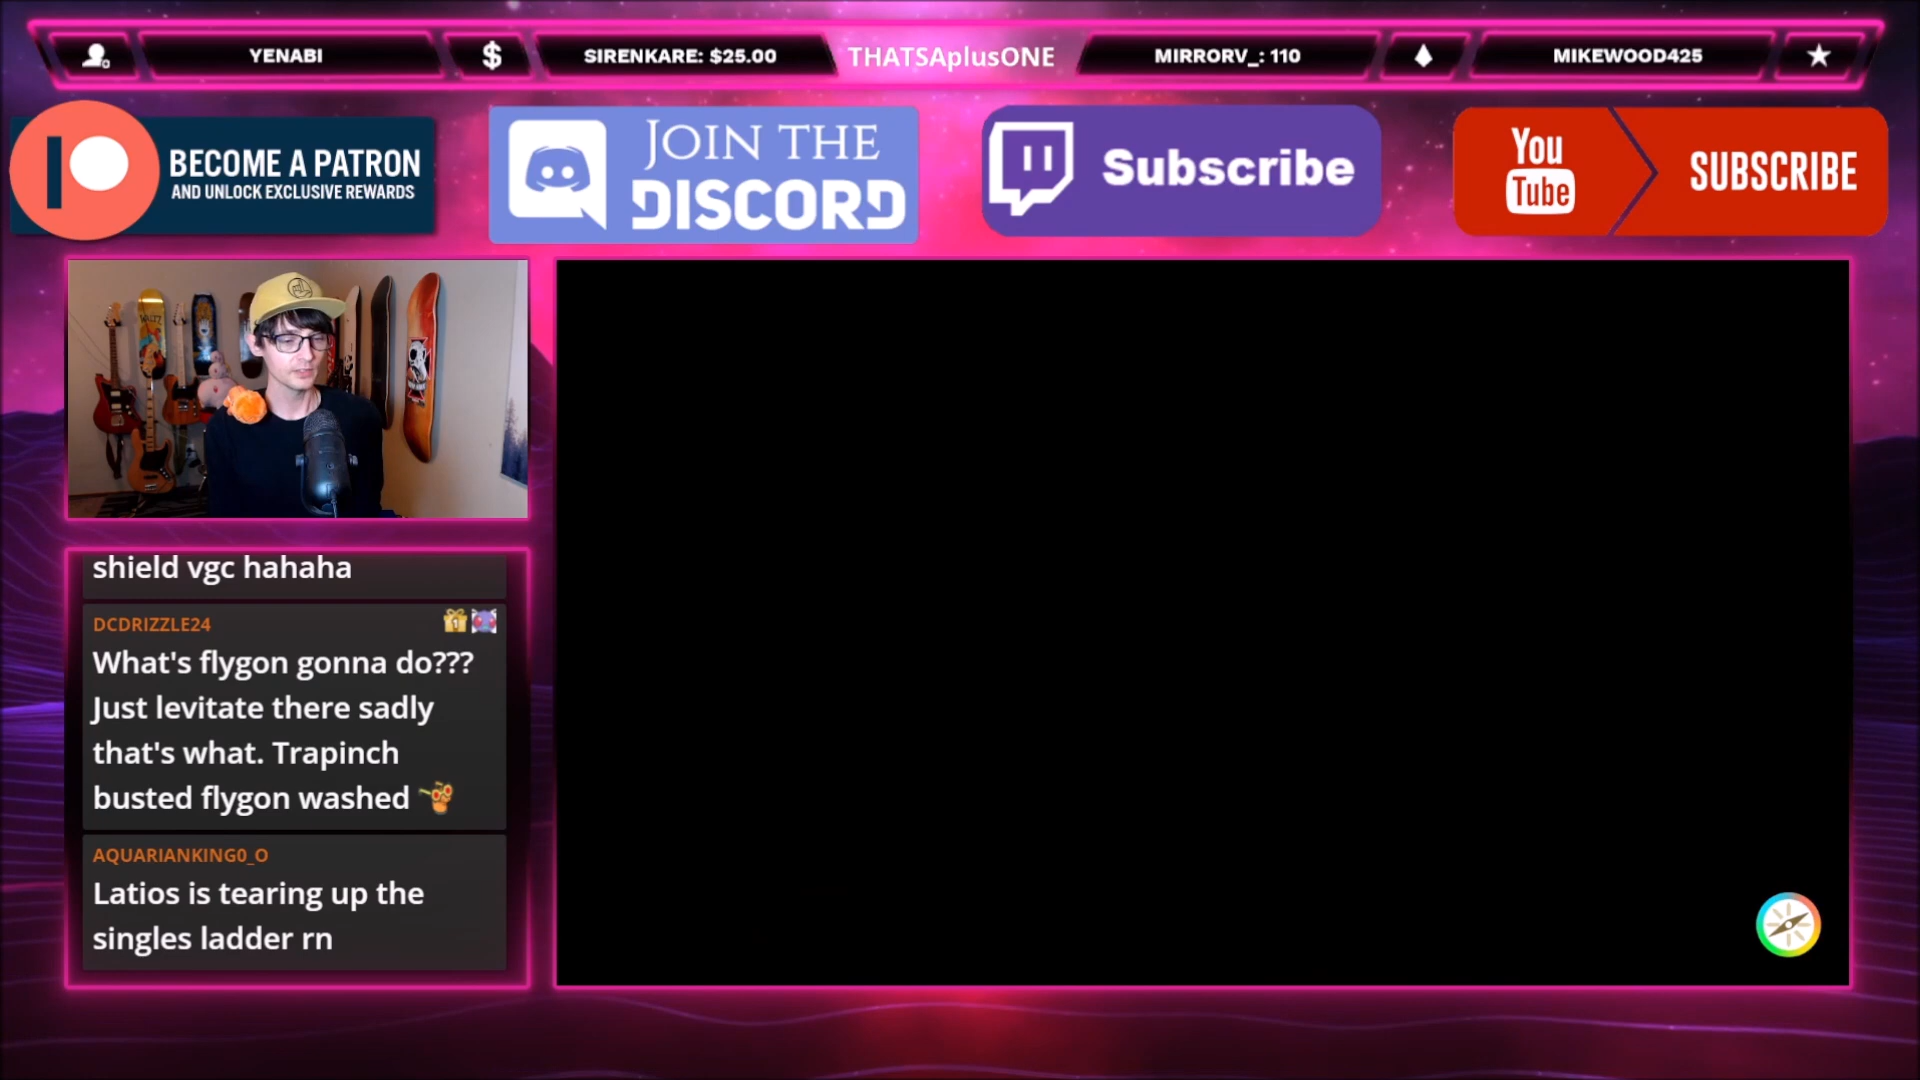 YENABI
$
SIRENKARE: $25.00
THATSAplusONE
MIRRORV_: 110
MIKEWOOD425
BECOME A PATRON
AND UNLOCK EXCLUSIVE REWARDS
JOIN THE
DISCORD
Subscribe
You
Tube
SUBSCRIBE
shield vgc hahaha
DCDRIZZLE24
What's flygon gonna do???
Just levitate there sadly
that's what. Trapinch
busted flygon washed
AQUARIANKING0_O
Latios is tearing up the
singles ladder rn